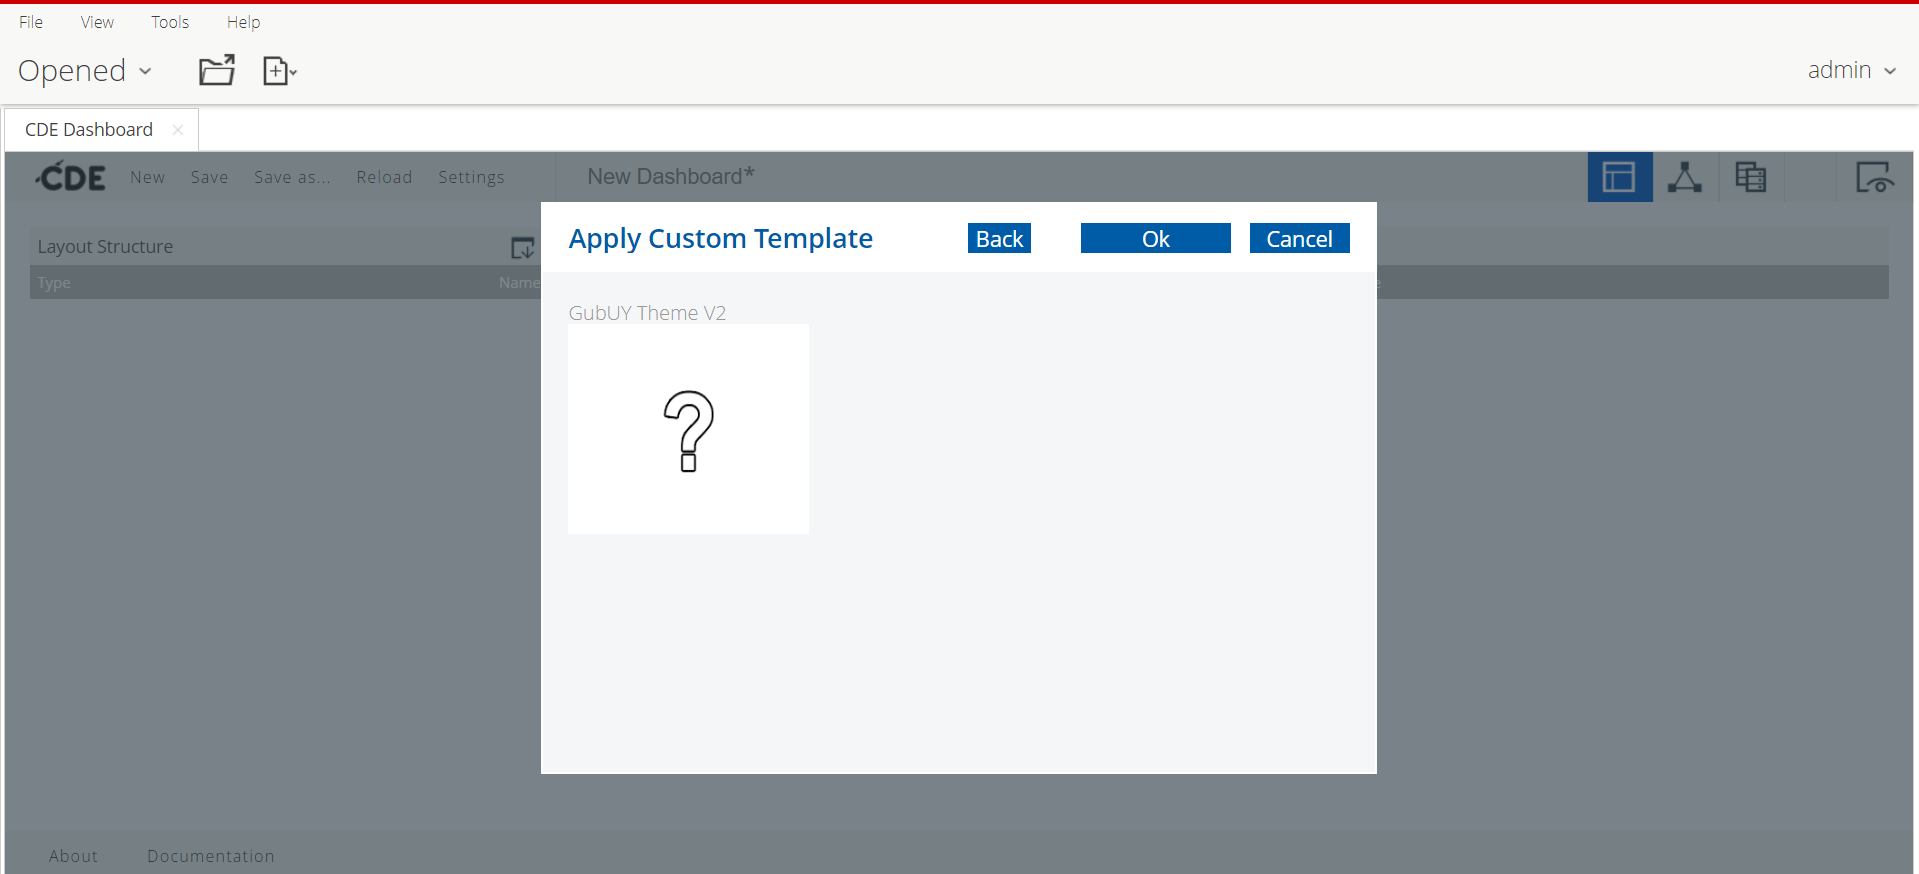 File View Tools Help
Opened
admin
CDE Dashboard
CDE New Save Save as... Reload Settings New Dashboard*
Apply Custom Template Back Ok Cancel
Layout Structure
Type Name
GubUY Theme V2
?
About Documentation